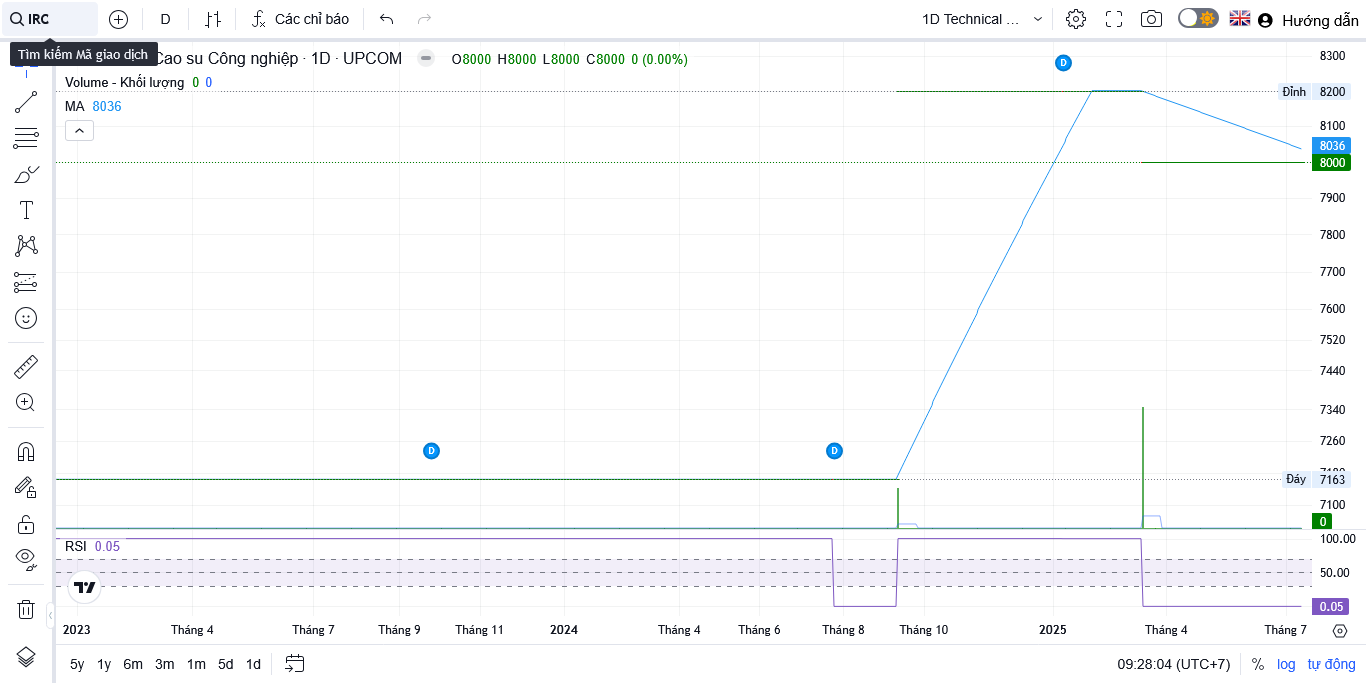 IRC D Các chỉ báo 1D Technical ... Hướng dẫn
Tìm kiếm Mã giao dịch
Cao su Công nghiệp · 1D · UPCOM O8000 H8000 L8000 C8000 0 (0.00%)
Volume - Khối lượng 0 0
MA 8036
D
8300
Đỉnh 8200
8100
8036
8000
7900
7800
7700
7600
7520
7440
7340
7260
D
D
7180
Đáy 7163
7100
0
RSI 0.05
100.00
50.00
0.05
2023 Tháng 4 Tháng 7 Tháng 9 Tháng 11 2024 Tháng 4 Tháng 6 Tháng 8 Tháng 10 2025 Tháng 4 Tháng 7
5y 1y 6m 3m 1m 5d 1d 09:28:04 (UTC+7) % log tự động